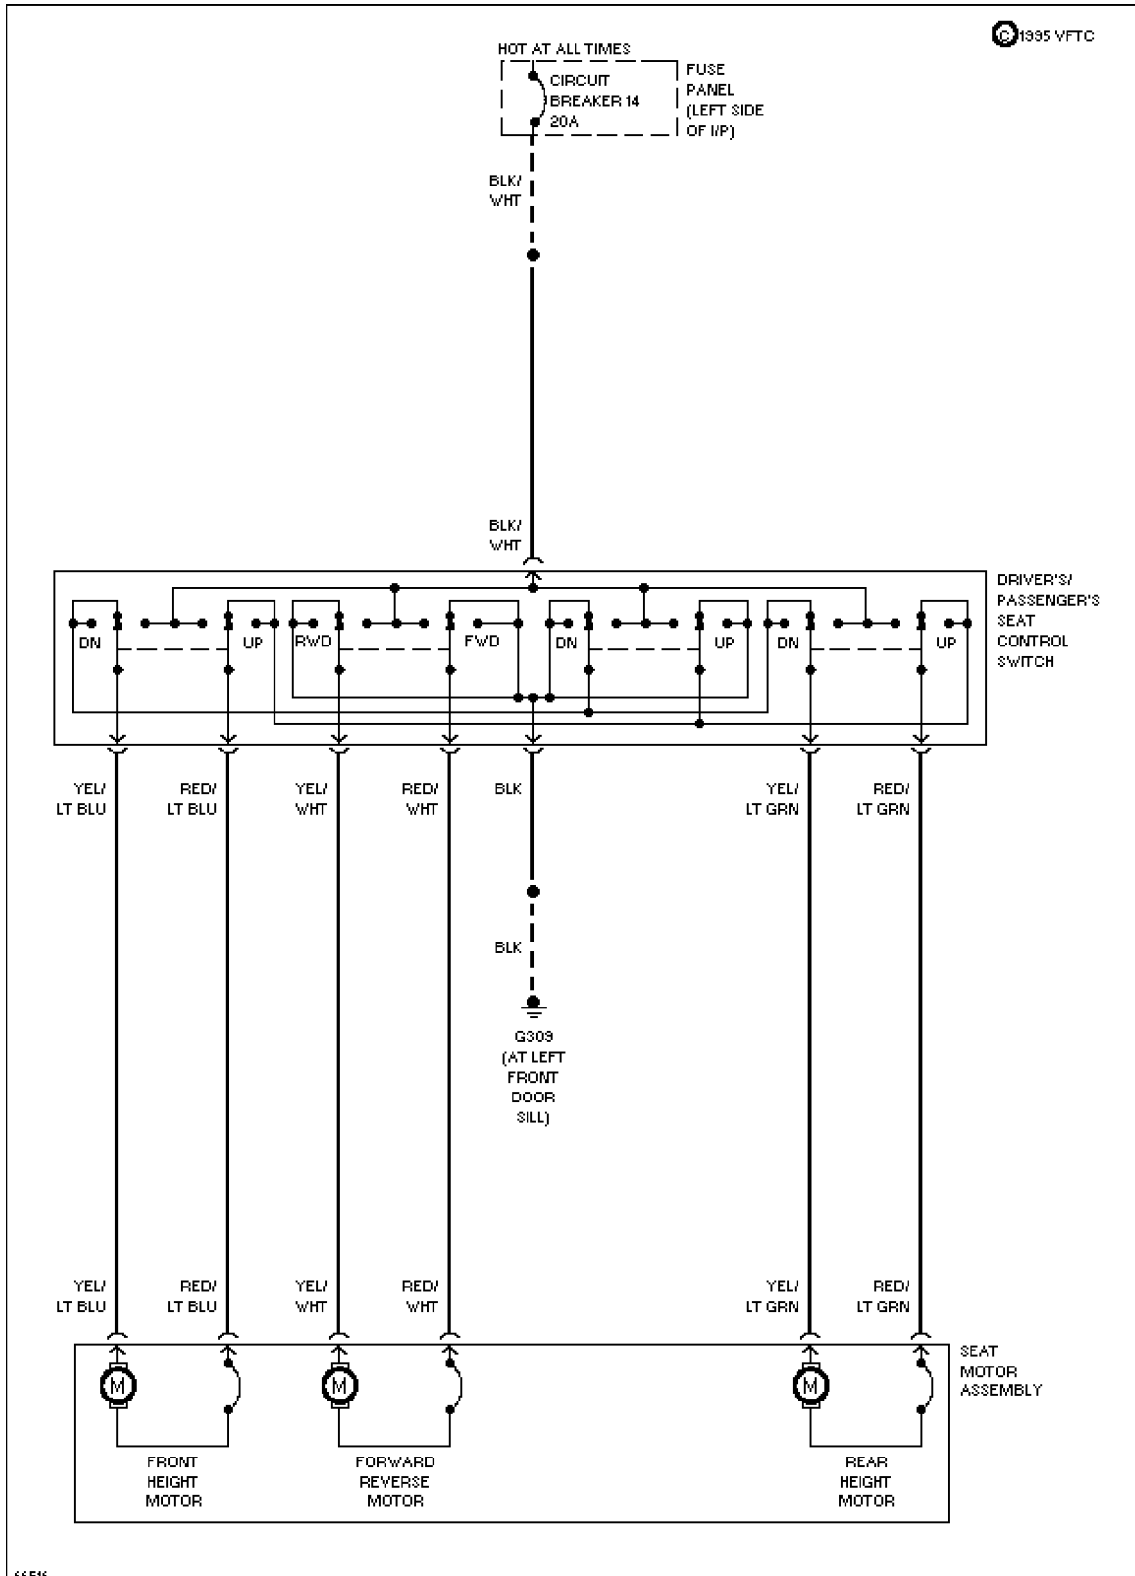 © 1995 VFTC
HOT AT ALL TIMES
CIRCUIT
BREAKER 14
20A
FUSE
PANEL
(LEFT SIDE
OF I/P)
BLK/
WHT
BLK/
WHT
DRIVER'S/
PASSENGER'S
SEAT
CONTROL
SWITCH
DN UP RWD FWD DN UP DN UP
YEL/
LT BLU
RED/
LT BLU
YEL/
WHT
RED/
WHT
BLK
YEL/
LT GRN
RED/
LT GRN
BLK
G309
(AT LEFT
FRONT
DOOR
SILL)
YEL/
LT BLU
RED/
LT BLU
YEL/
WHT
RED/
WHT
YEL/
LT GRN
RED/
LT GRN
SEAT
MOTOR
ASSEMBLY
M M M
FRONT
HEIGHT
MOTOR
FORWARD
REVERSE
MOTOR
REAR
HEIGHT
MOTOR